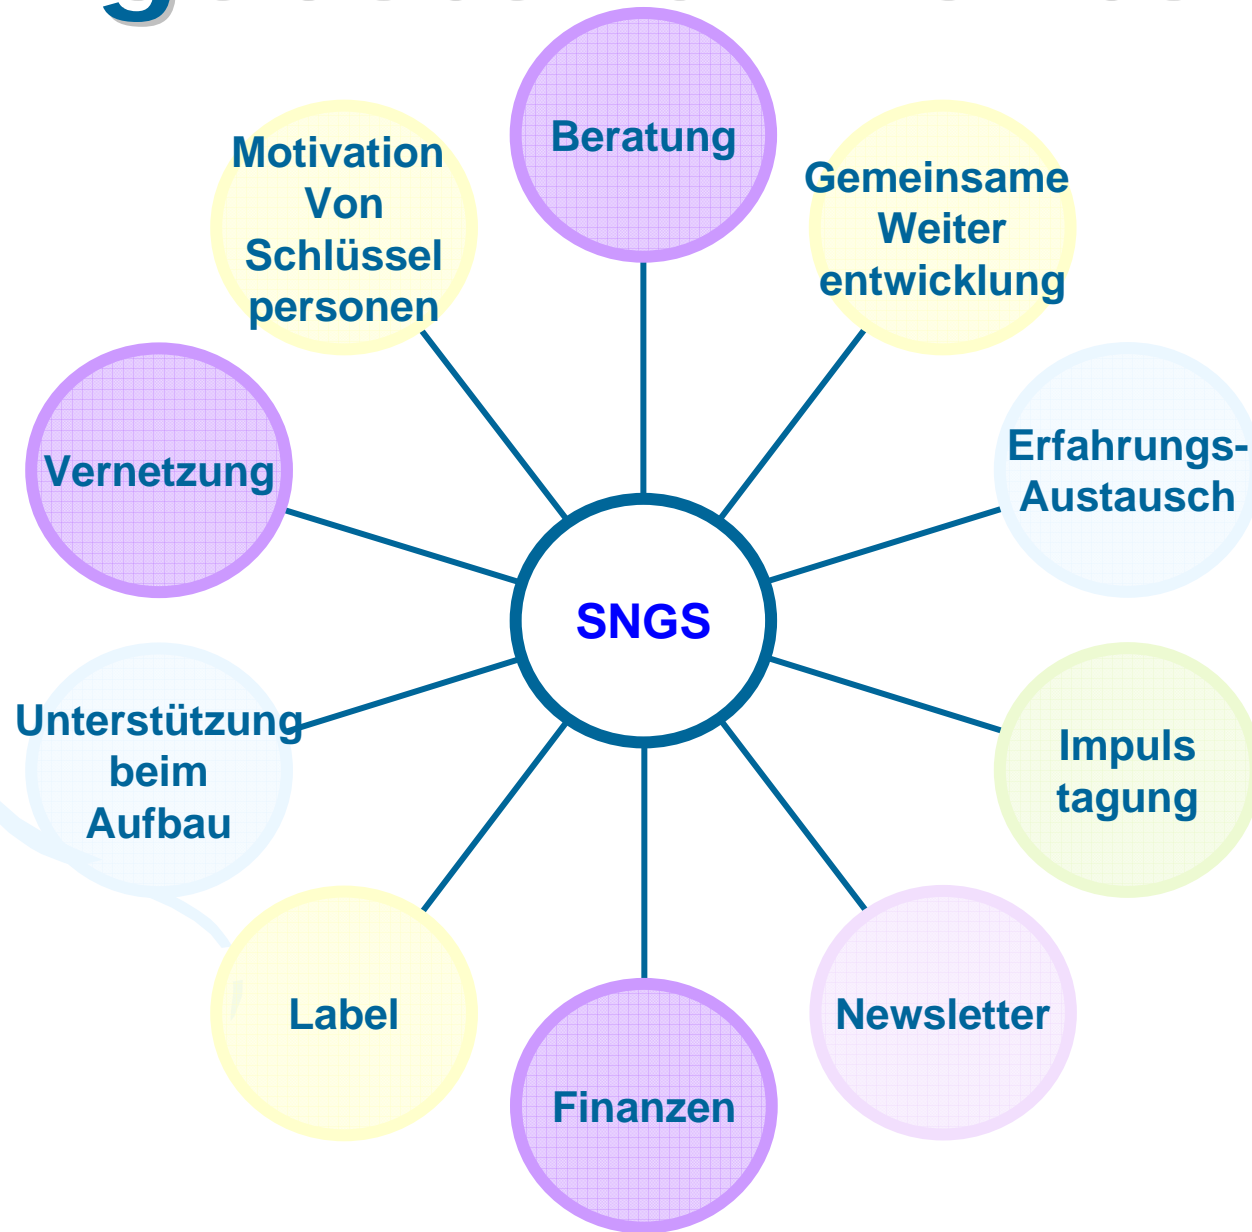 Beratung
Motivation
Von
Schlüssel
personen
Gemeinsame
Weiter
entwicklung
Vernetzung
Erfahrungs-
Austausch
SNGS
Unterstützung
beim
Aufbau
Impuls
tagung
Label
Newsletter
Finanzen